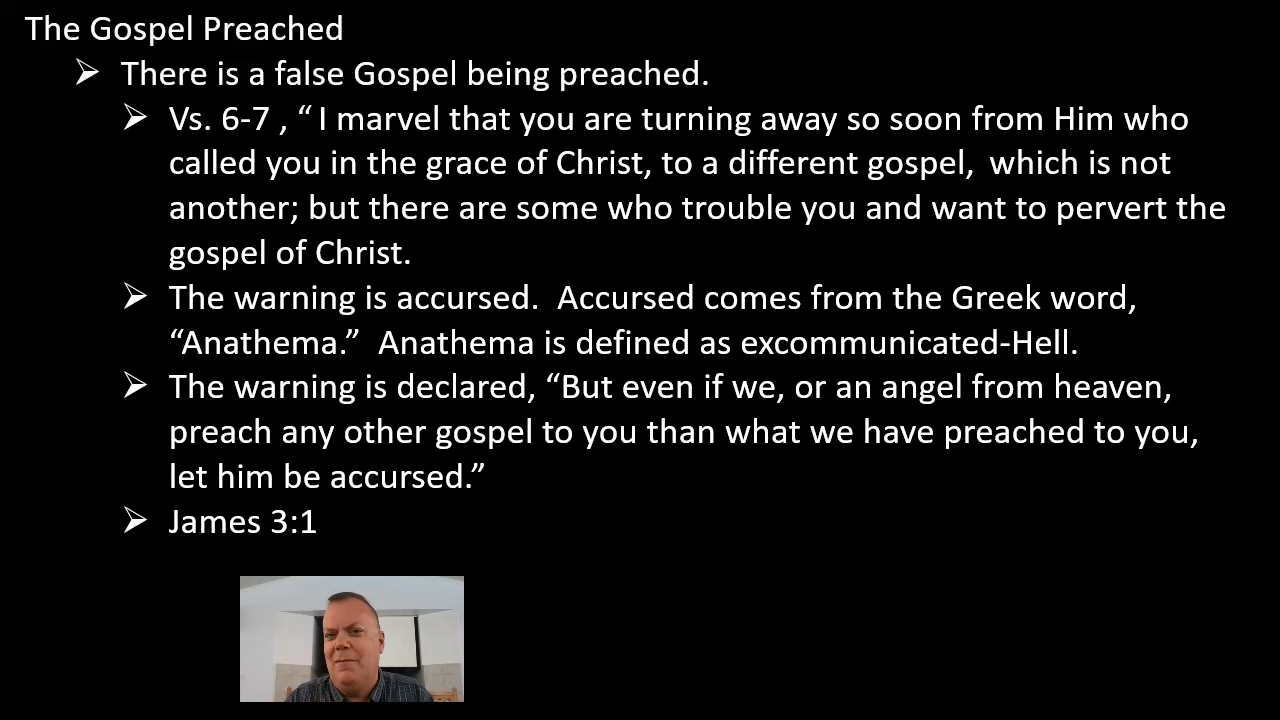 The Gospel Preached
➢ There is a false Gospel being preached.
➢ Vs. 6-7 , “ I marvel that you are turning away so soon from Him who
called you in the grace of Christ, to a different gospel,  which is not
another; but there are some who trouble you and want to pervert the
gospel of Christ.
➢ The warning is accursed.  Accursed comes from the Greek word,
“Anathema.”  Anathema is defined as excommunicated-Hell.
➢ The warning is declared, “But even if we, or an angel from heaven,
preach any other gospel to you than what we have preached to you,
let him be accursed.”
➢ James 3:1